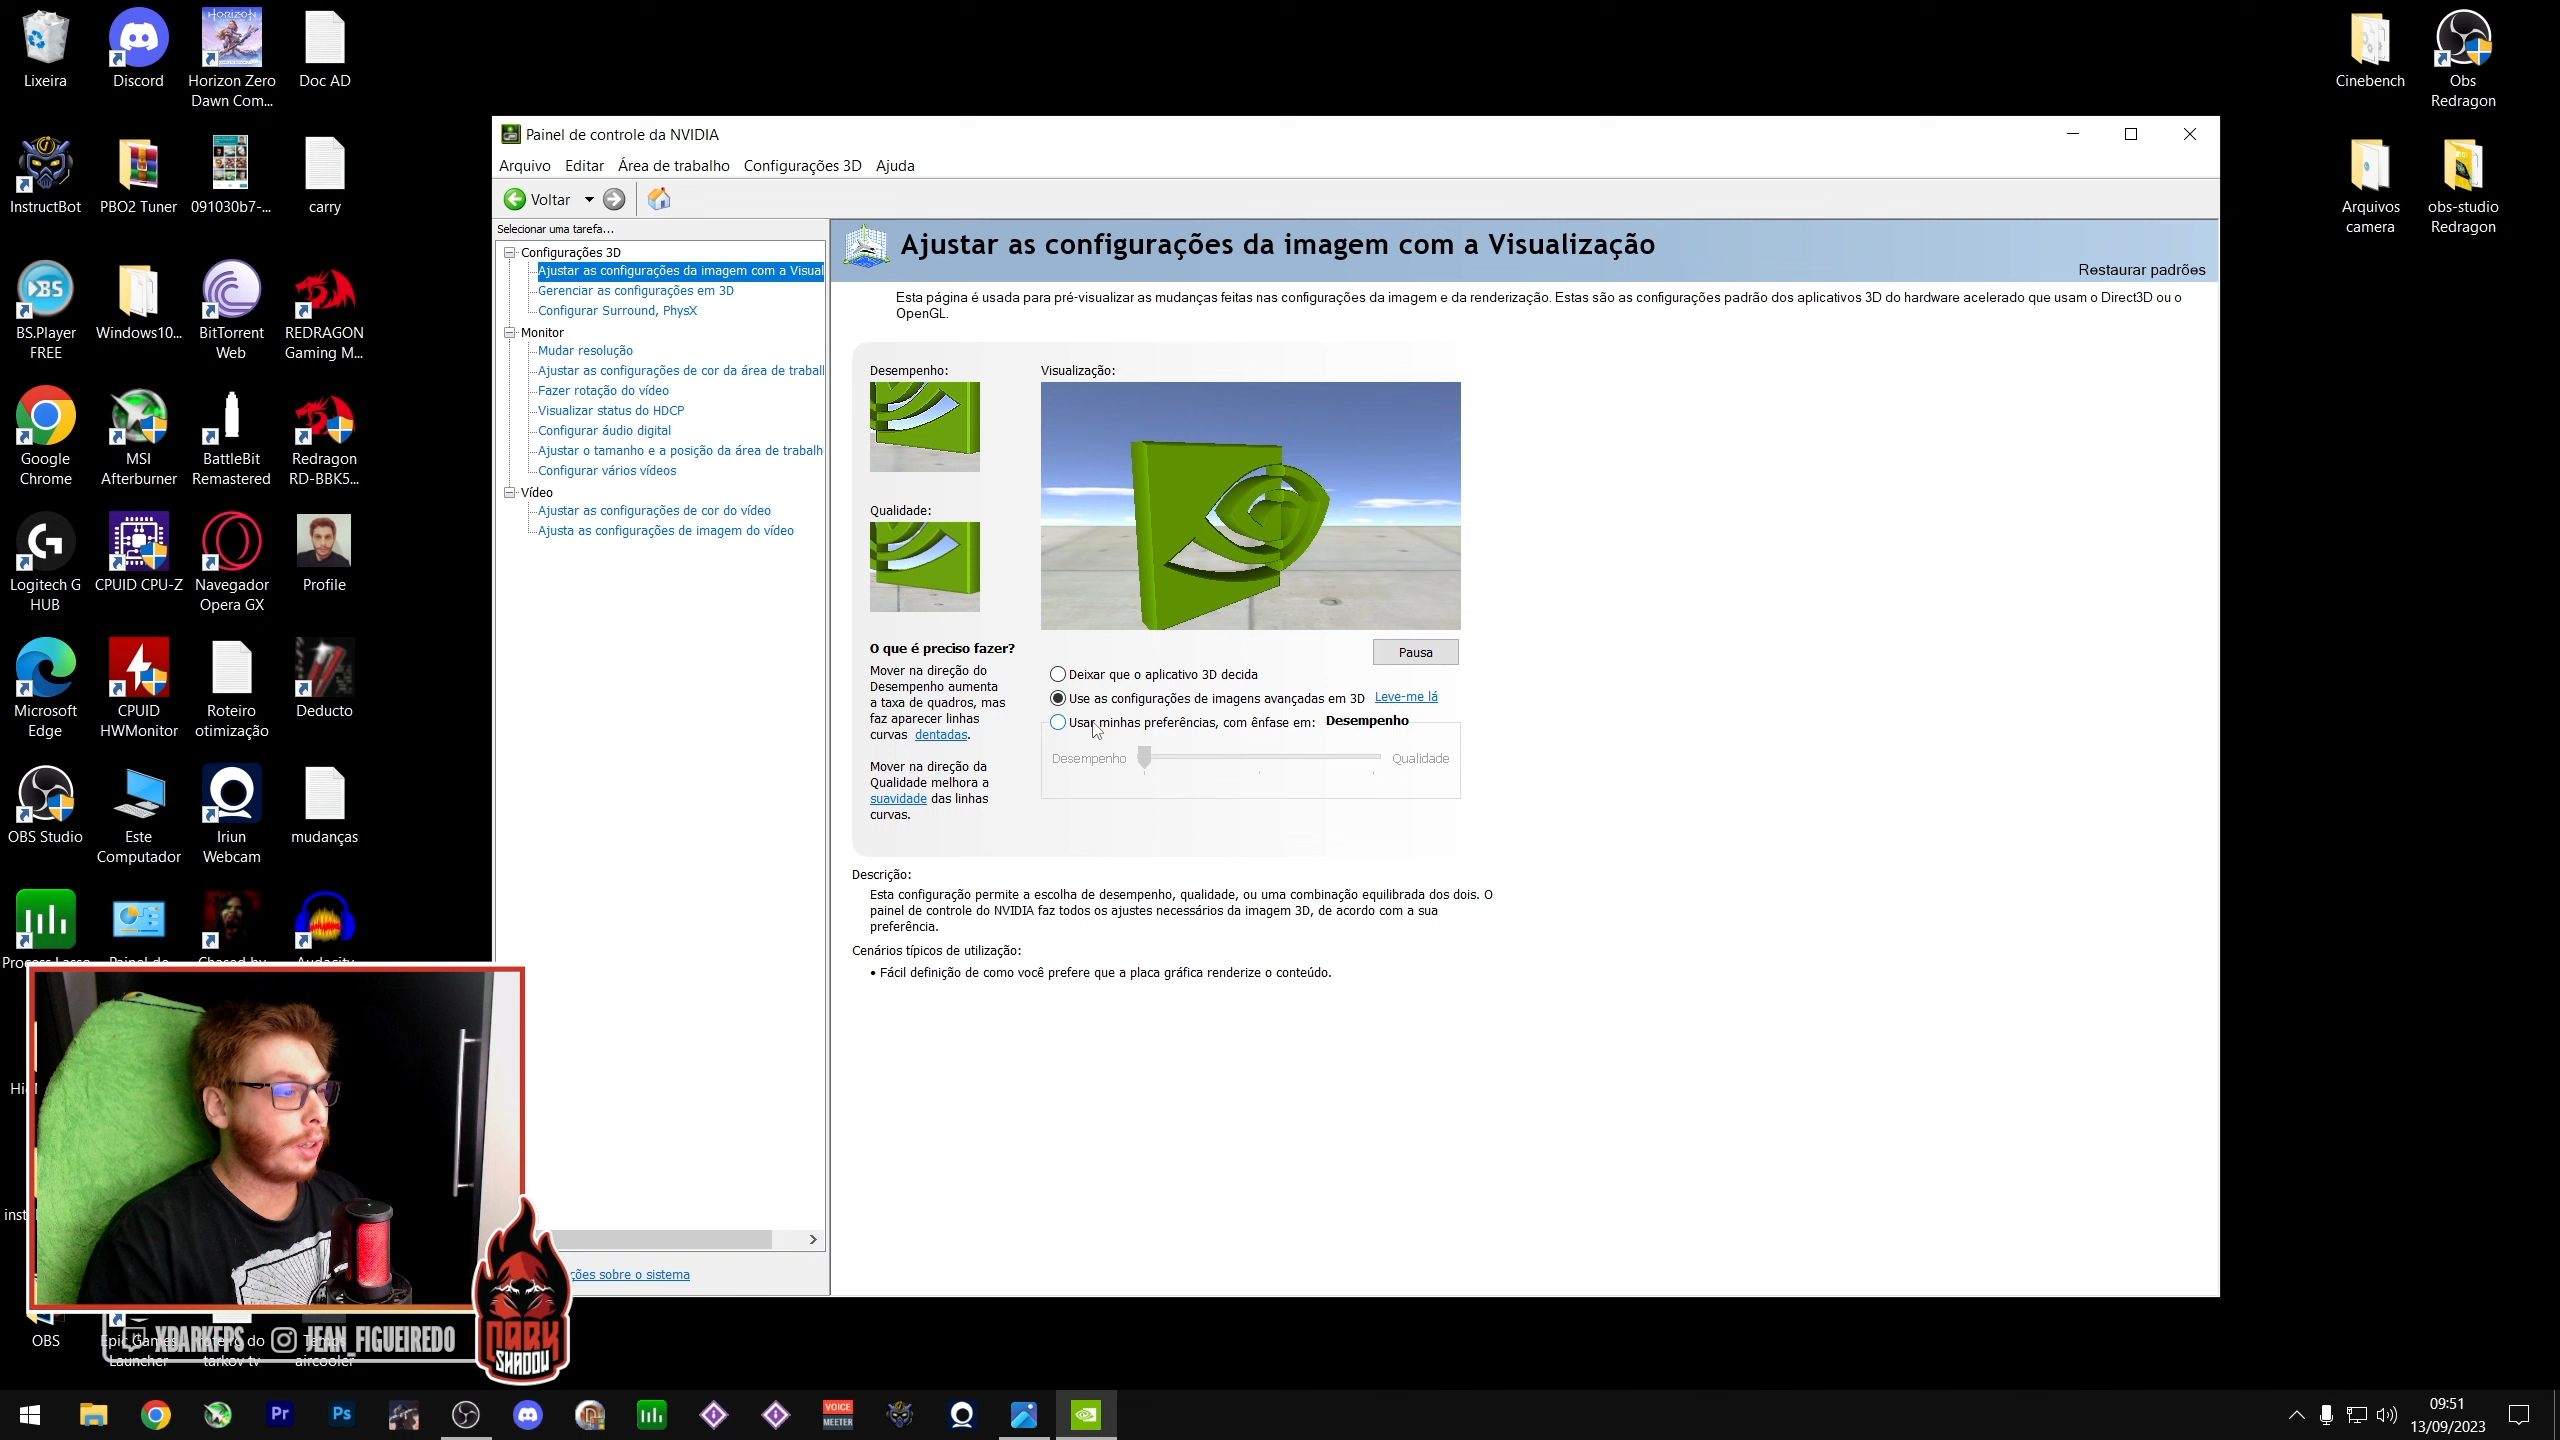 Lixeira
Discord
Horizon Zero
Dawn Com...
Doc AD
Cinebench
Obs
Redragon
InstructBot
PBO2 Tuner
091030b7-...
carry
Arquivos
camera
obs-studio
Redragon
BS.Player
FREE
Windows10...
BitTorrent
Web
REDRAGON
Gaming M...
Google
Chrome
MSI
Afterburner
BattleBit
Remastered
Redragon
RD-BBK5...
Logitech G
HUB
CPUID CPU-Z
Navegador
Opera GX
Profile
Microsoft
Edge
CPUID
HWMonitor
Roteiro
otimização
Deducto
OBS Studio
Este
Computador
Iriun
Webcam
mudanças
Painel de controle da NVIDIA
Arquivo Editar Área de trabalho Configurações 3D Ajuda
Voltar
Selecionar uma tarefa...
Configurações 3D
Ajustar as configurações da imagem com a Visual
Gerenciar as configurações em 3D
Configurar Surround, PhysX
Monitor
Mudar resolução
Ajustar as configurações de cor da área de traball
Fazer rotação do vídeo
Visualizar status do HDCP
Configurar áudio digital
Ajustar o tamanho e a posição da área de trabalh
Configurar vários vídeos
Vídeo
Ajustar as configurações de cor do vídeo
Ajusta as configurações de imagem do vídeo
ções sobre o sistema
Ajustar as configurações da imagem com a Visualização
Restaurar padrões
Esta página é usada para pré-visualizar as mudanças feitas nas configurações da imagem e da renderização. Estas são as configurações padrão dos aplicativos 3D do hardware acelerado que usam o Direct3D ou o
OpenGL.
Desempenho:
Visualização:
Qualidade:
Pausa
O que é preciso fazer?
Mover na direção do
Desempenho aumenta
a taxa de quadros, mas
faz aparecer linhas
curvas dentadas.
Mover na direção da
Qualidade melhora a
suavidade das linhas
curvas.
Deixar que o aplicativo 3D decida
Use as configurações de imagens avançadas em 3D Leve-me lá
Usar minhas preferências, com ênfase em: Desempenho
Desempenho
Qualidade
Descrição:
Esta configuração permite a escolha de desempenho, qualidade, ou uma combinação equilibrada dos dois. O
painel de controle do NVIDIA faz todos os ajustes necessários da imagem 3D, de acordo com a sua
preferência.
Cenários típicos de utilização:
• Fácil definição de como você prefere que a placa gráfica renderize o conteúdo.
OBS
Epic Games
Launcher
tarkov tv
aircooler
XDARKFPS
JEAN_FIGUEIREDO
DARK
SHADOW
Pr
Ps
VOICE
MEETER
09:51
13/09/2023